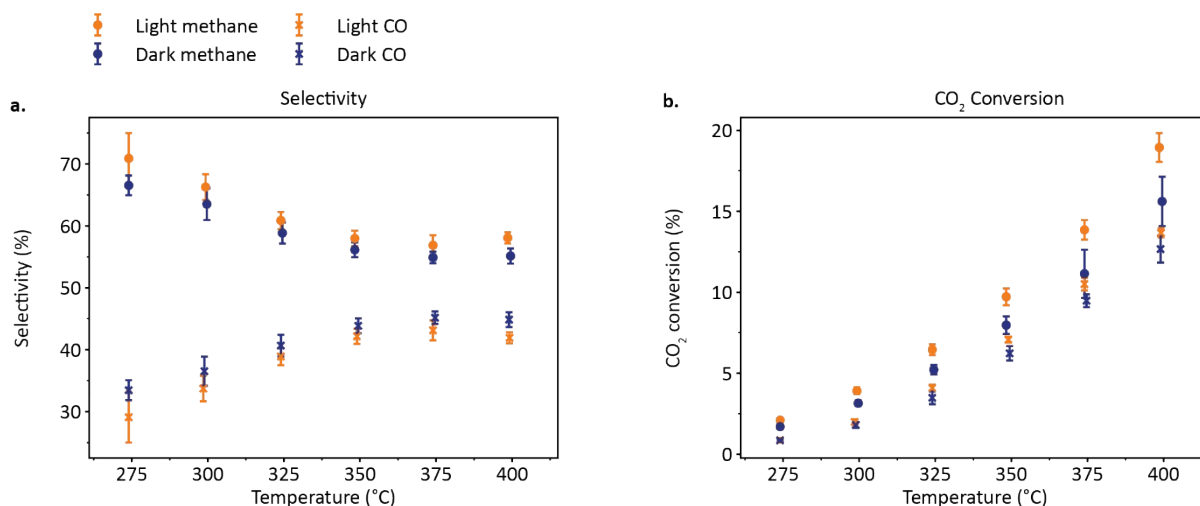 Light methane
Light CO
Dark methane
Dark CO
a.
Selectivity
70
60
50
40
30
Selectivity (%)
275 300 325 350 375 400
Temperature (°C)
b.
CO₂ Conversion
20
15
10
5
0
CO₂ conversion (%)
275 300 325 350 375 400
Temperature (°C)